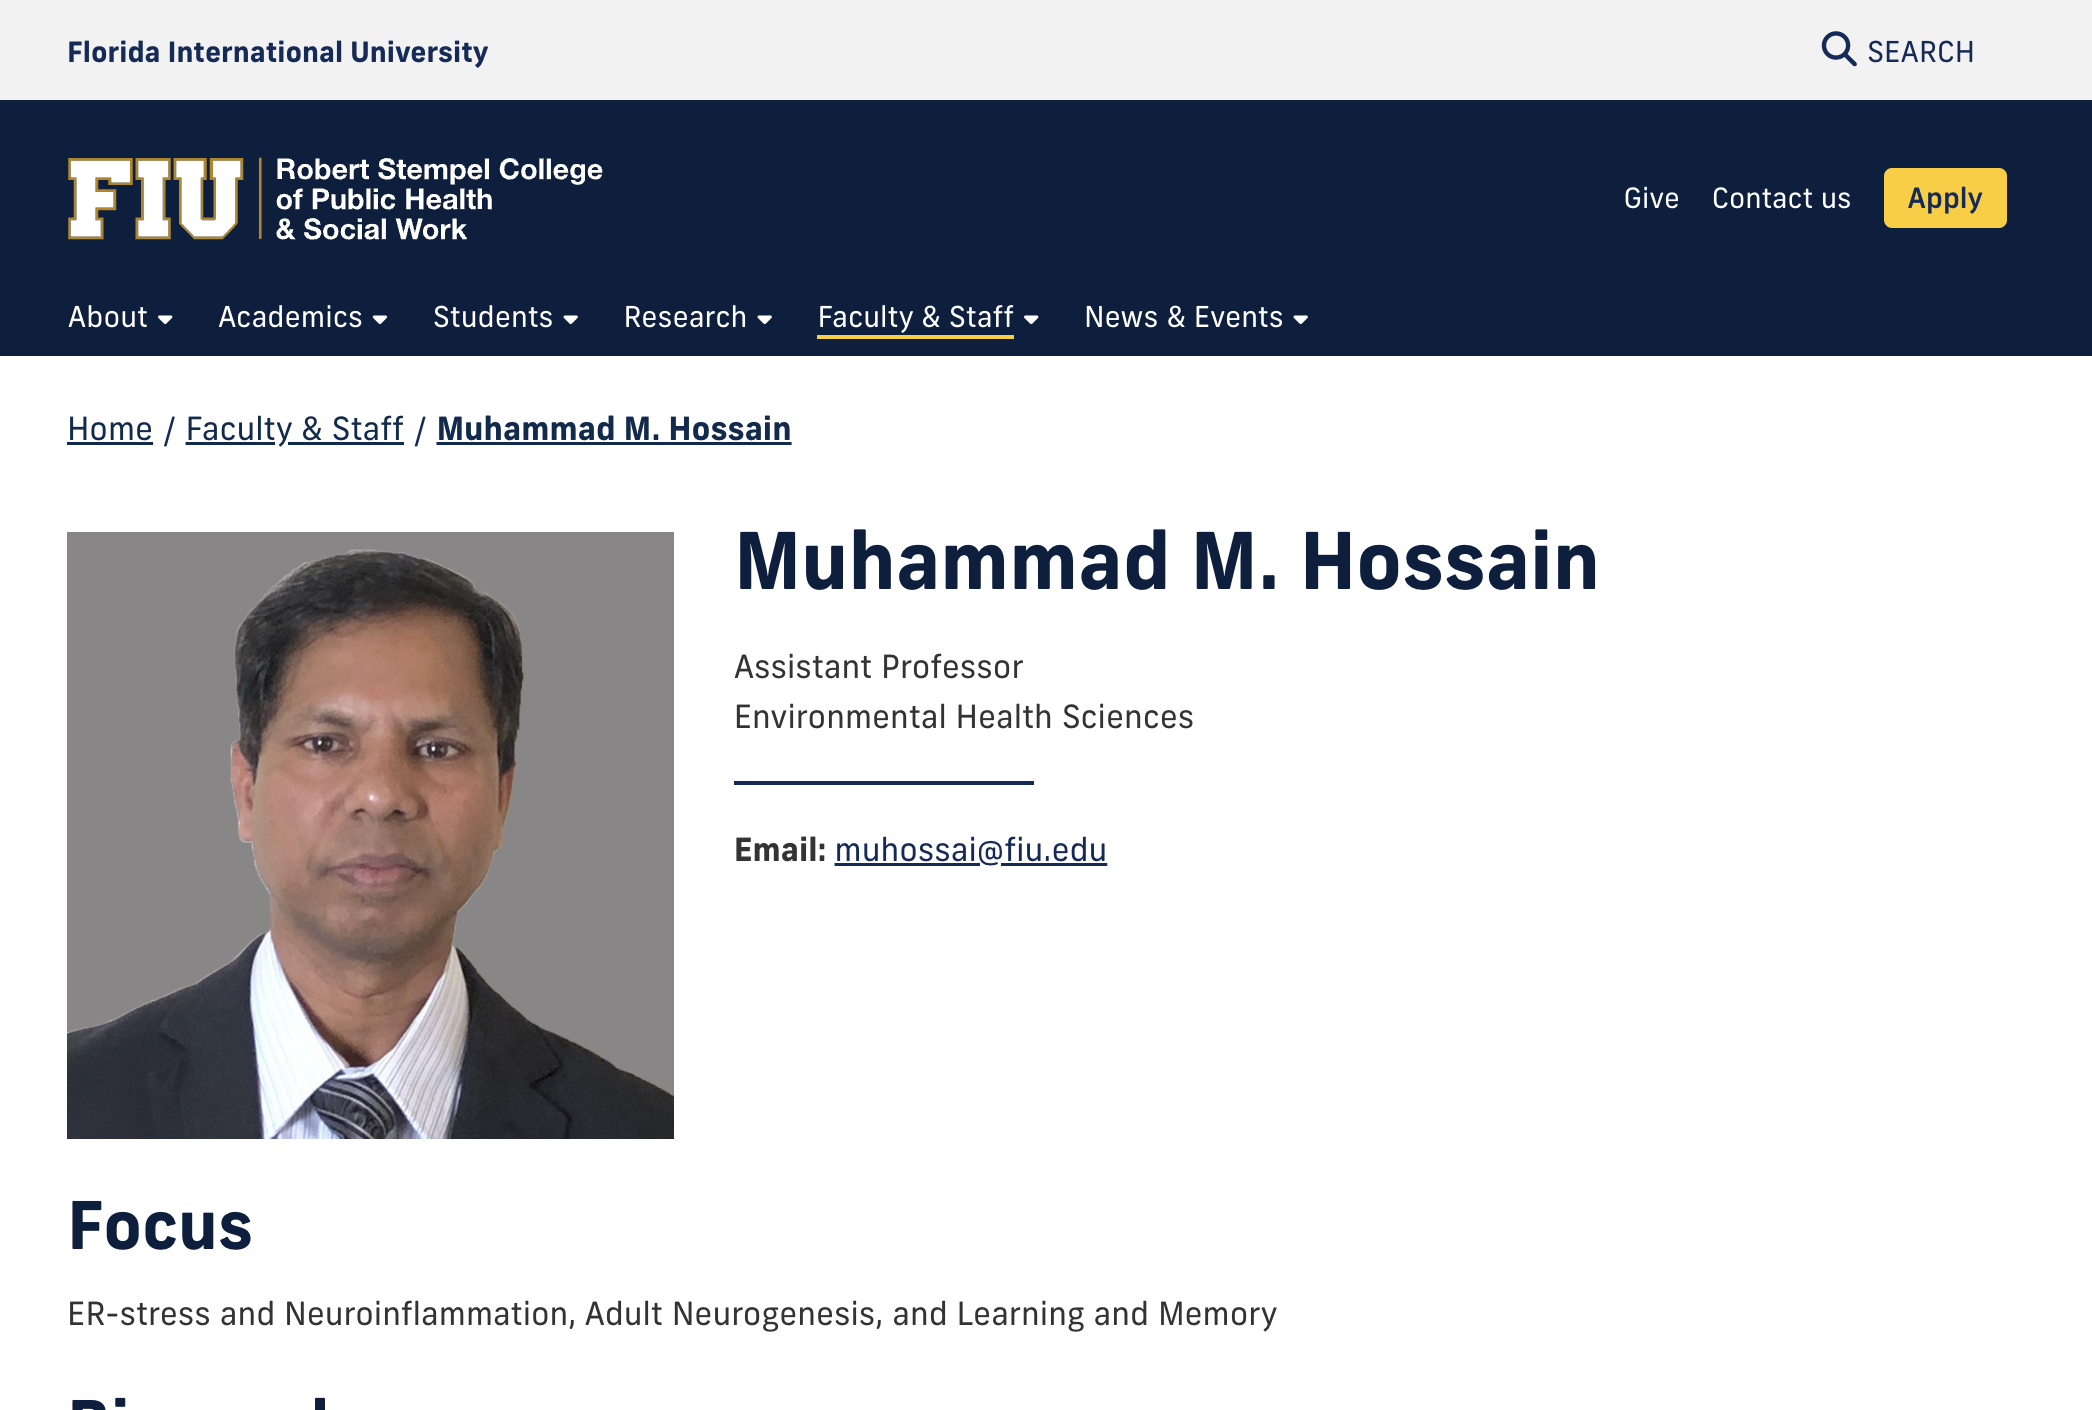 Florida International University
SEARCH
FIU
Robert Stempel College
of Public Health
& Social Work
Give Contact us Apply
About Academics Students Research Faculty & Staff News & Events
Home / Faculty & Staff / Muhammad M. Hossain
Muhammad M. Hossain
Assistant Professor
Environmental Health Sciences
Email: muhossai@fiu.edu
Focus
ER-stress and Neuroinflammation, Adult Neurogenesis, and Learning and Memory